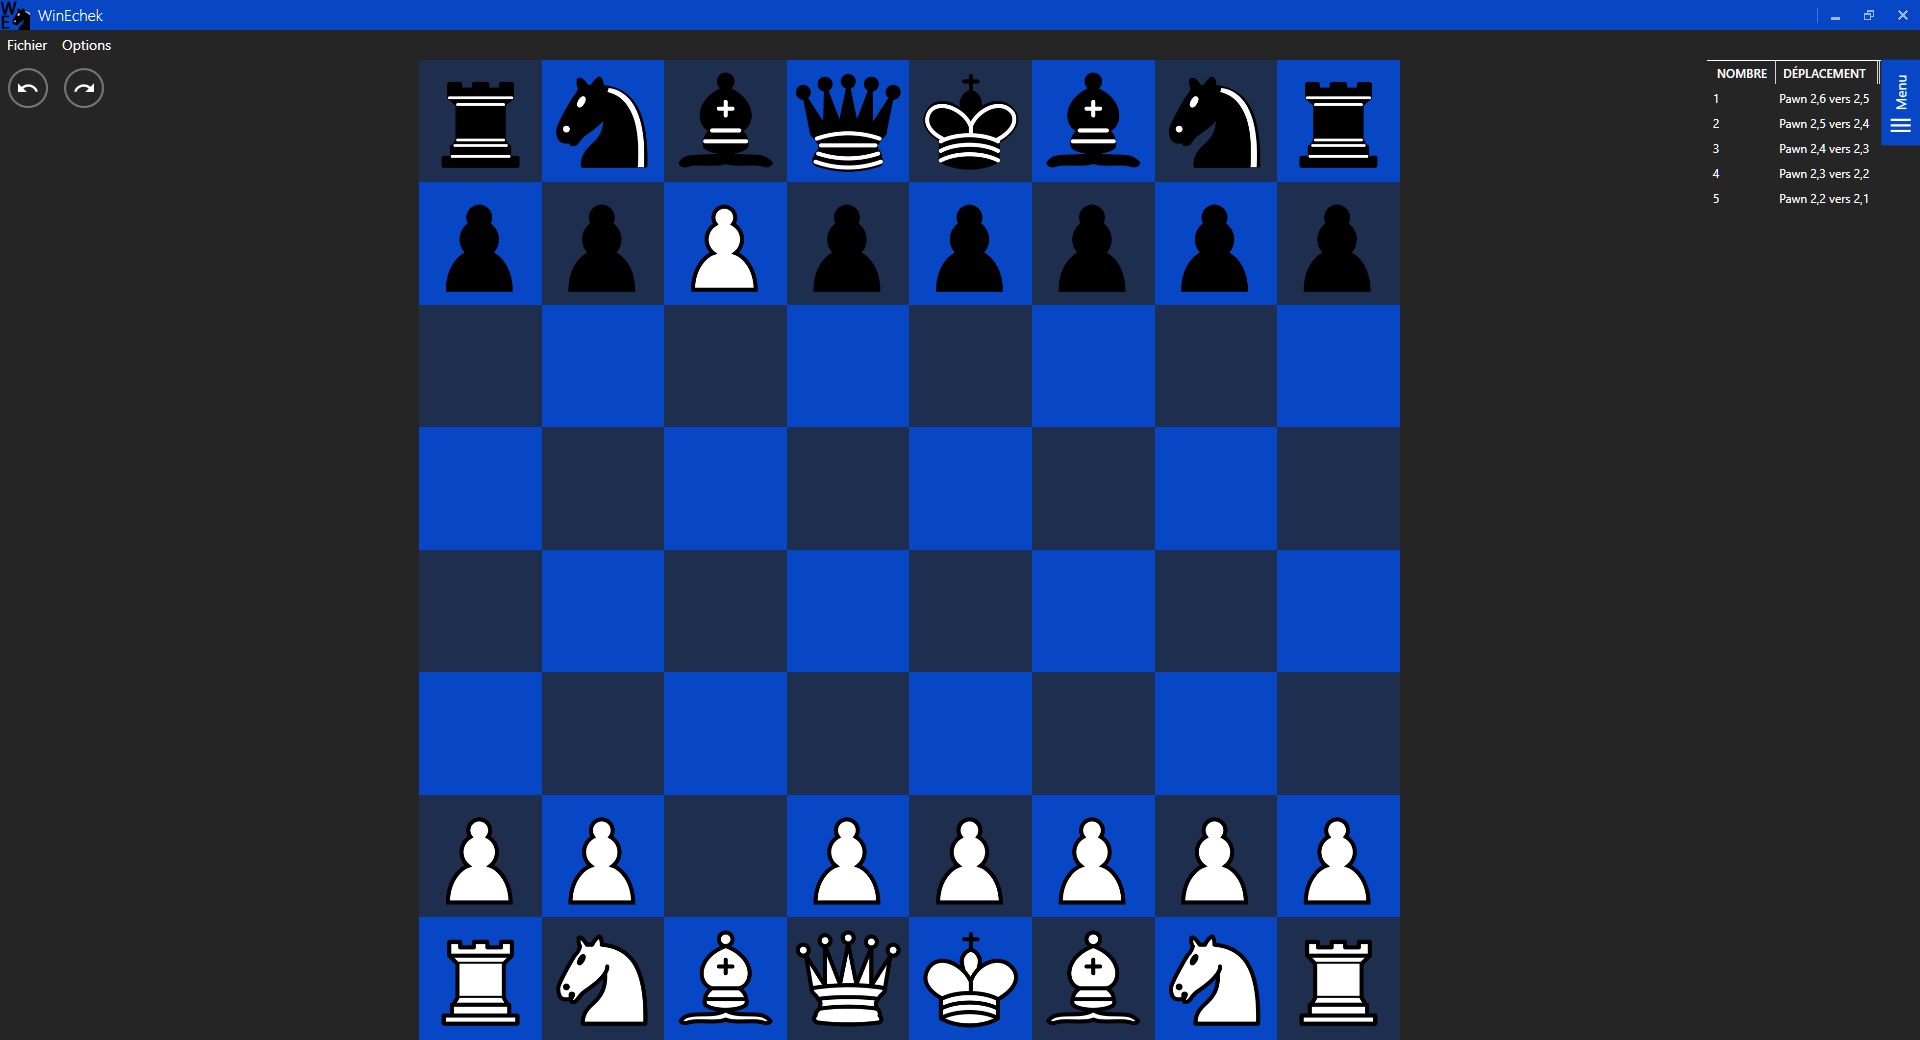 WE
WinEchek
Fichier Options
NOMBRE DÉPLACEMENT
1 Pawn 2,6 vers 2,5
2 Pawn 2,5 vers 2,4
3 Pawn 2,4 vers 2,3
4 Pawn 2,3 vers 2,2
5 Pawn 2,2 vers 2,1
Menu